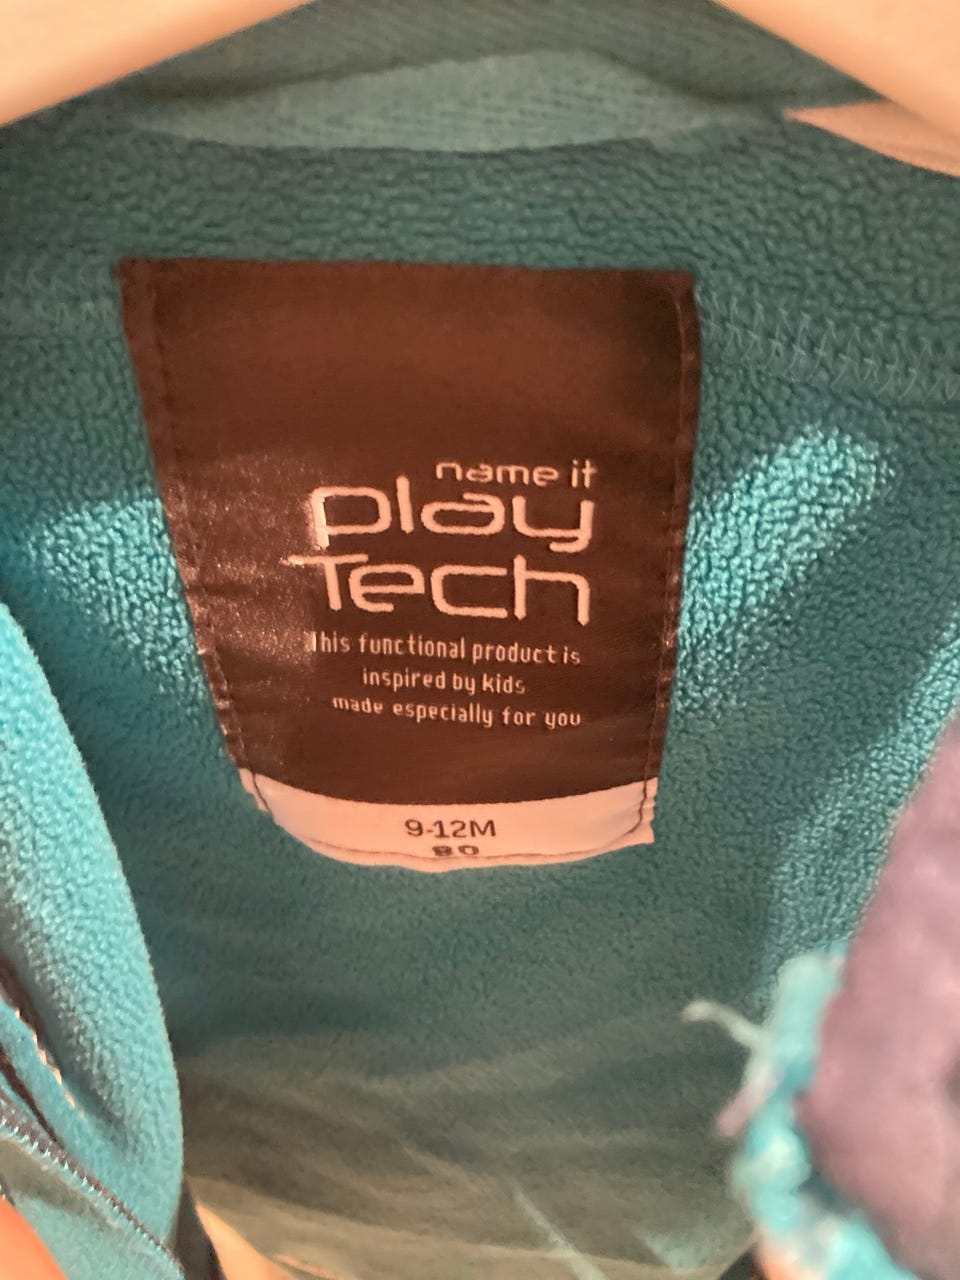 name it
play
Tech
This functional product is
inspired by kids
made especially for you
9-12M
80